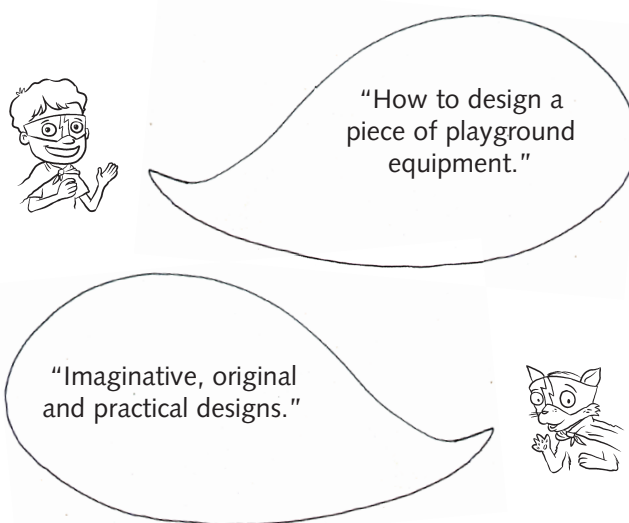 “How to design a
piece of playground
equipment.”
“Imaginative, original
and practical designs.”